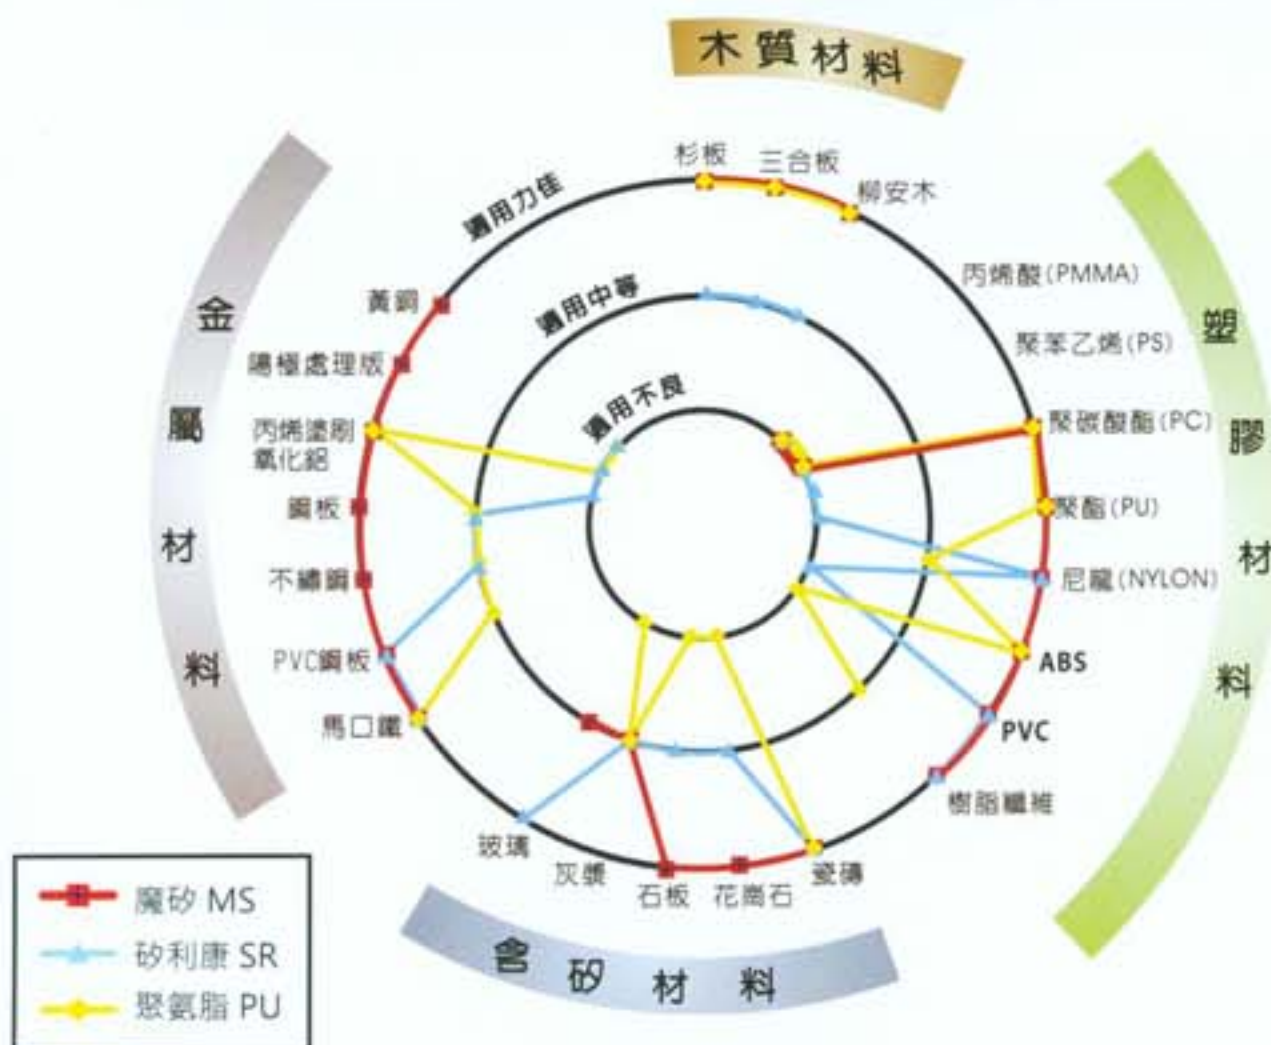 木質材料
杉板
三合板
柳安木
塑膠材料
丙烯酸(PMMA)
聚苯乙烯(PS)
聚碳酸酯(PC)
聚酯(PU)
尼龍(NYLON)
ABS
PVC
樹脂纖維
含矽材料
瓷磚
花崗石
石板
灰漿
玻璃
金屬材料
馬口鐵
PVC鋼板
不鏽鋼
鋼板
丙烯塗刷
氧化鋁
陽極處理版
黃銅
適用力佳
適用中等
適用不良
魔矽 MS
矽利康 SR
聚氨脂 PU